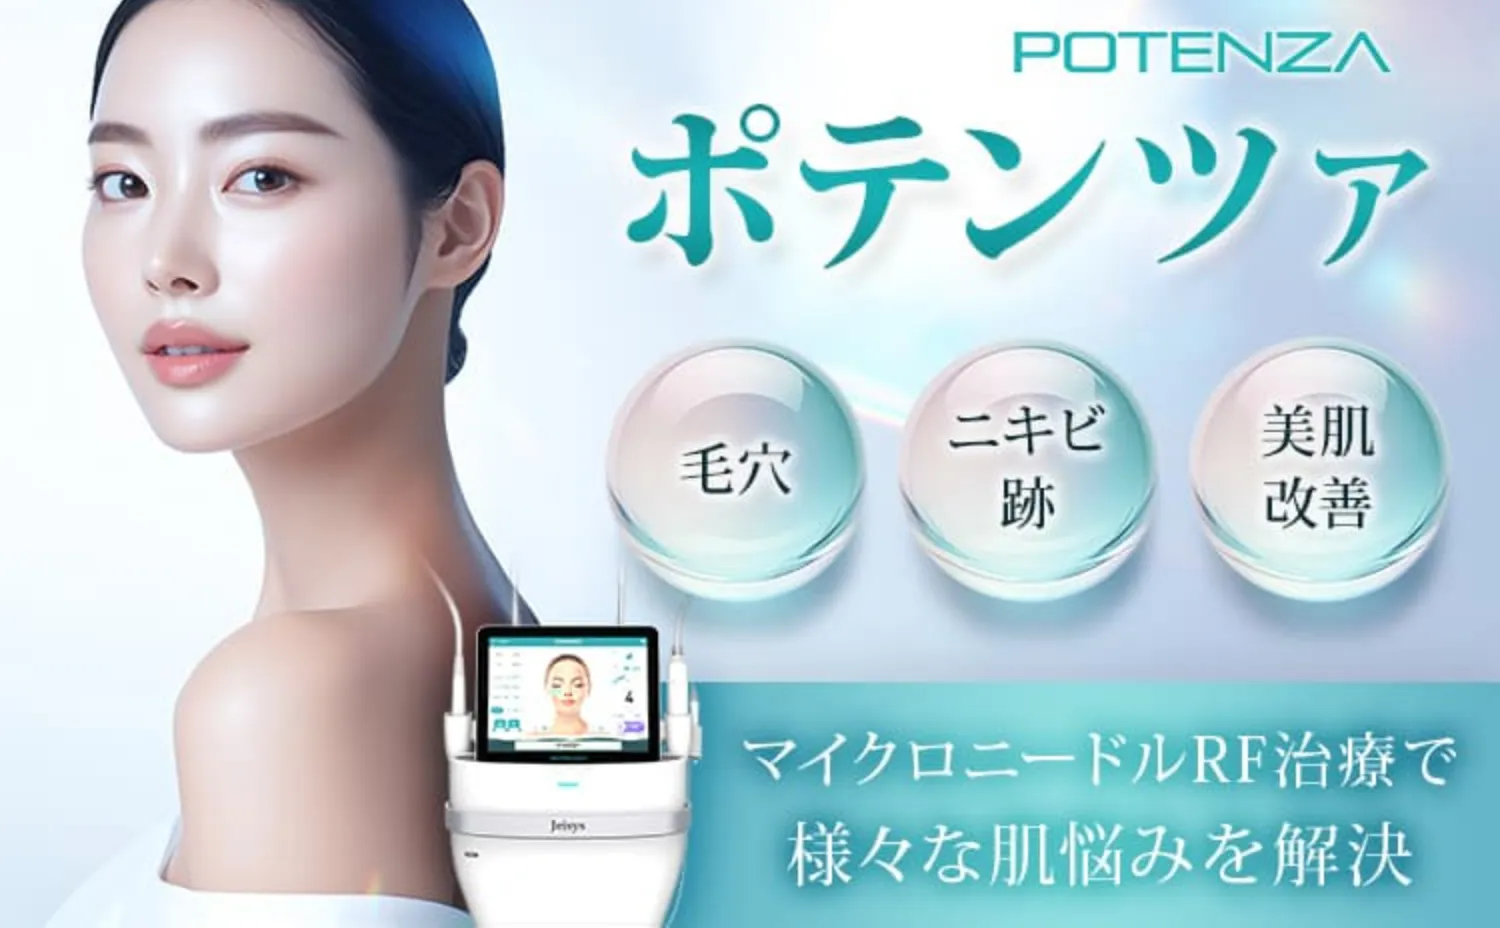 POTENZA
ポテンツァ
毛穴
ニキビ
跡
美肌
改善
4
Jeisys
マイクロニードルRF治療で
様々な肌悩みを解決